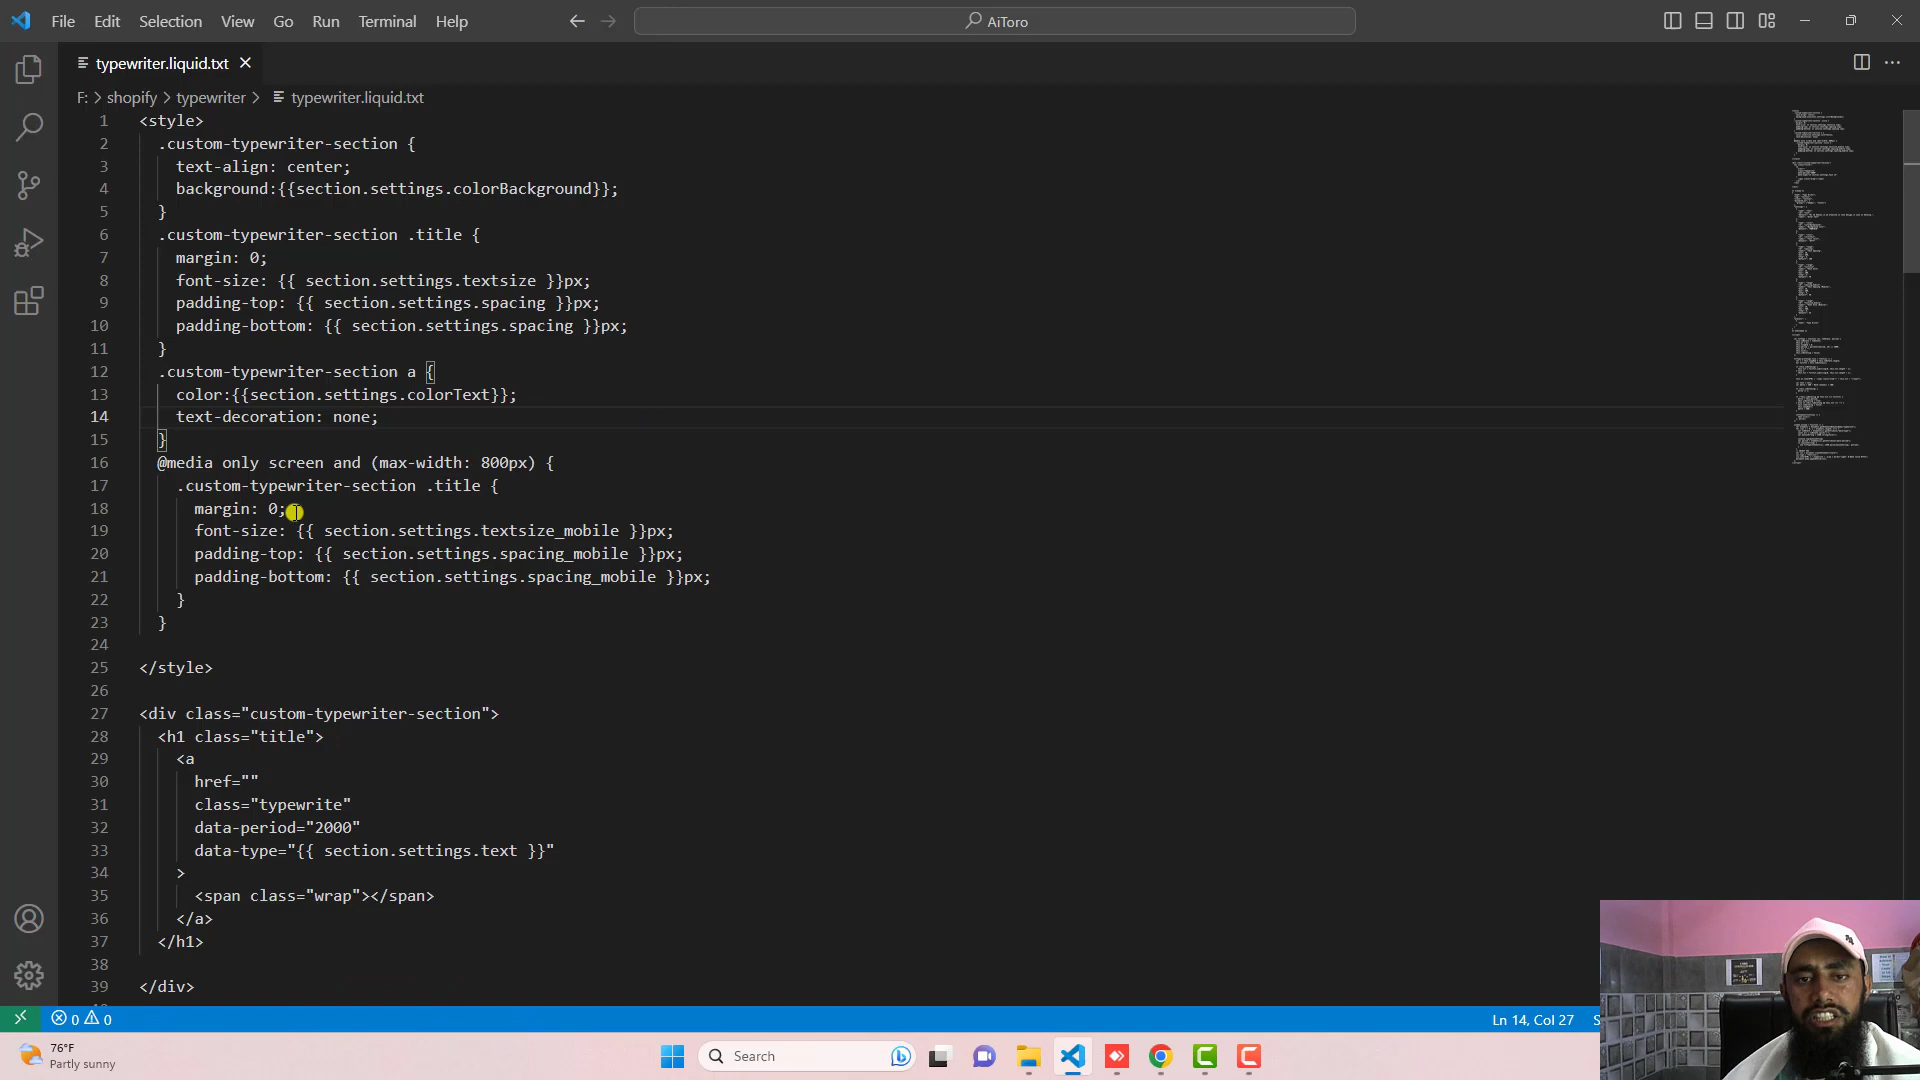 File Edit Selection View Go Run Terminal Help
AiToro
typewriter.liquid.txt
F: > shopify > typewriter > typewriter.liquid.txt
1 <style>
2 .custom-typewriter-section {
3 text-align: center;
4 background:{{section.settings.colorBackground}};
5 }
6 .custom-typewriter-section .title {
7 margin: 0;
8 font-size: {{ section.settings.textsize }}px;
9 padding-top: {{ section.settings.spacing }}px;
10 padding-bottom: {{ section.settings.spacing }}px;
11 }
12 .custom-typewriter-section a {
13 color:{{section.settings.colorText}};
14 text-decoration: none;
15 }
16 @media only screen and (max-width: 800px) {
17 .custom-typewriter-section .title {
18 margin: 0;
19 font-size: {{ section.settings.textsize_mobile }}px;
20 padding-top: {{ section.settings.spacing_mobile }}px;
21 padding-bottom: {{ section.settings.spacing_mobile }}px;
22 }
23 }
24
25 </style>
26
27 <div class="custom-typewriter-section">
28 <h1 class="title">
29 <a
30 href=""
31 class="typewrite"
32 data-period="2000"
33 data-type="{{ section.settings.text }}"
34 >
35 <span class="wrap"></span>
36 </a>
37 </h1>
38
39 </div>
0 0
Ln 14, Col 27
76°F
Partly sunny
Search